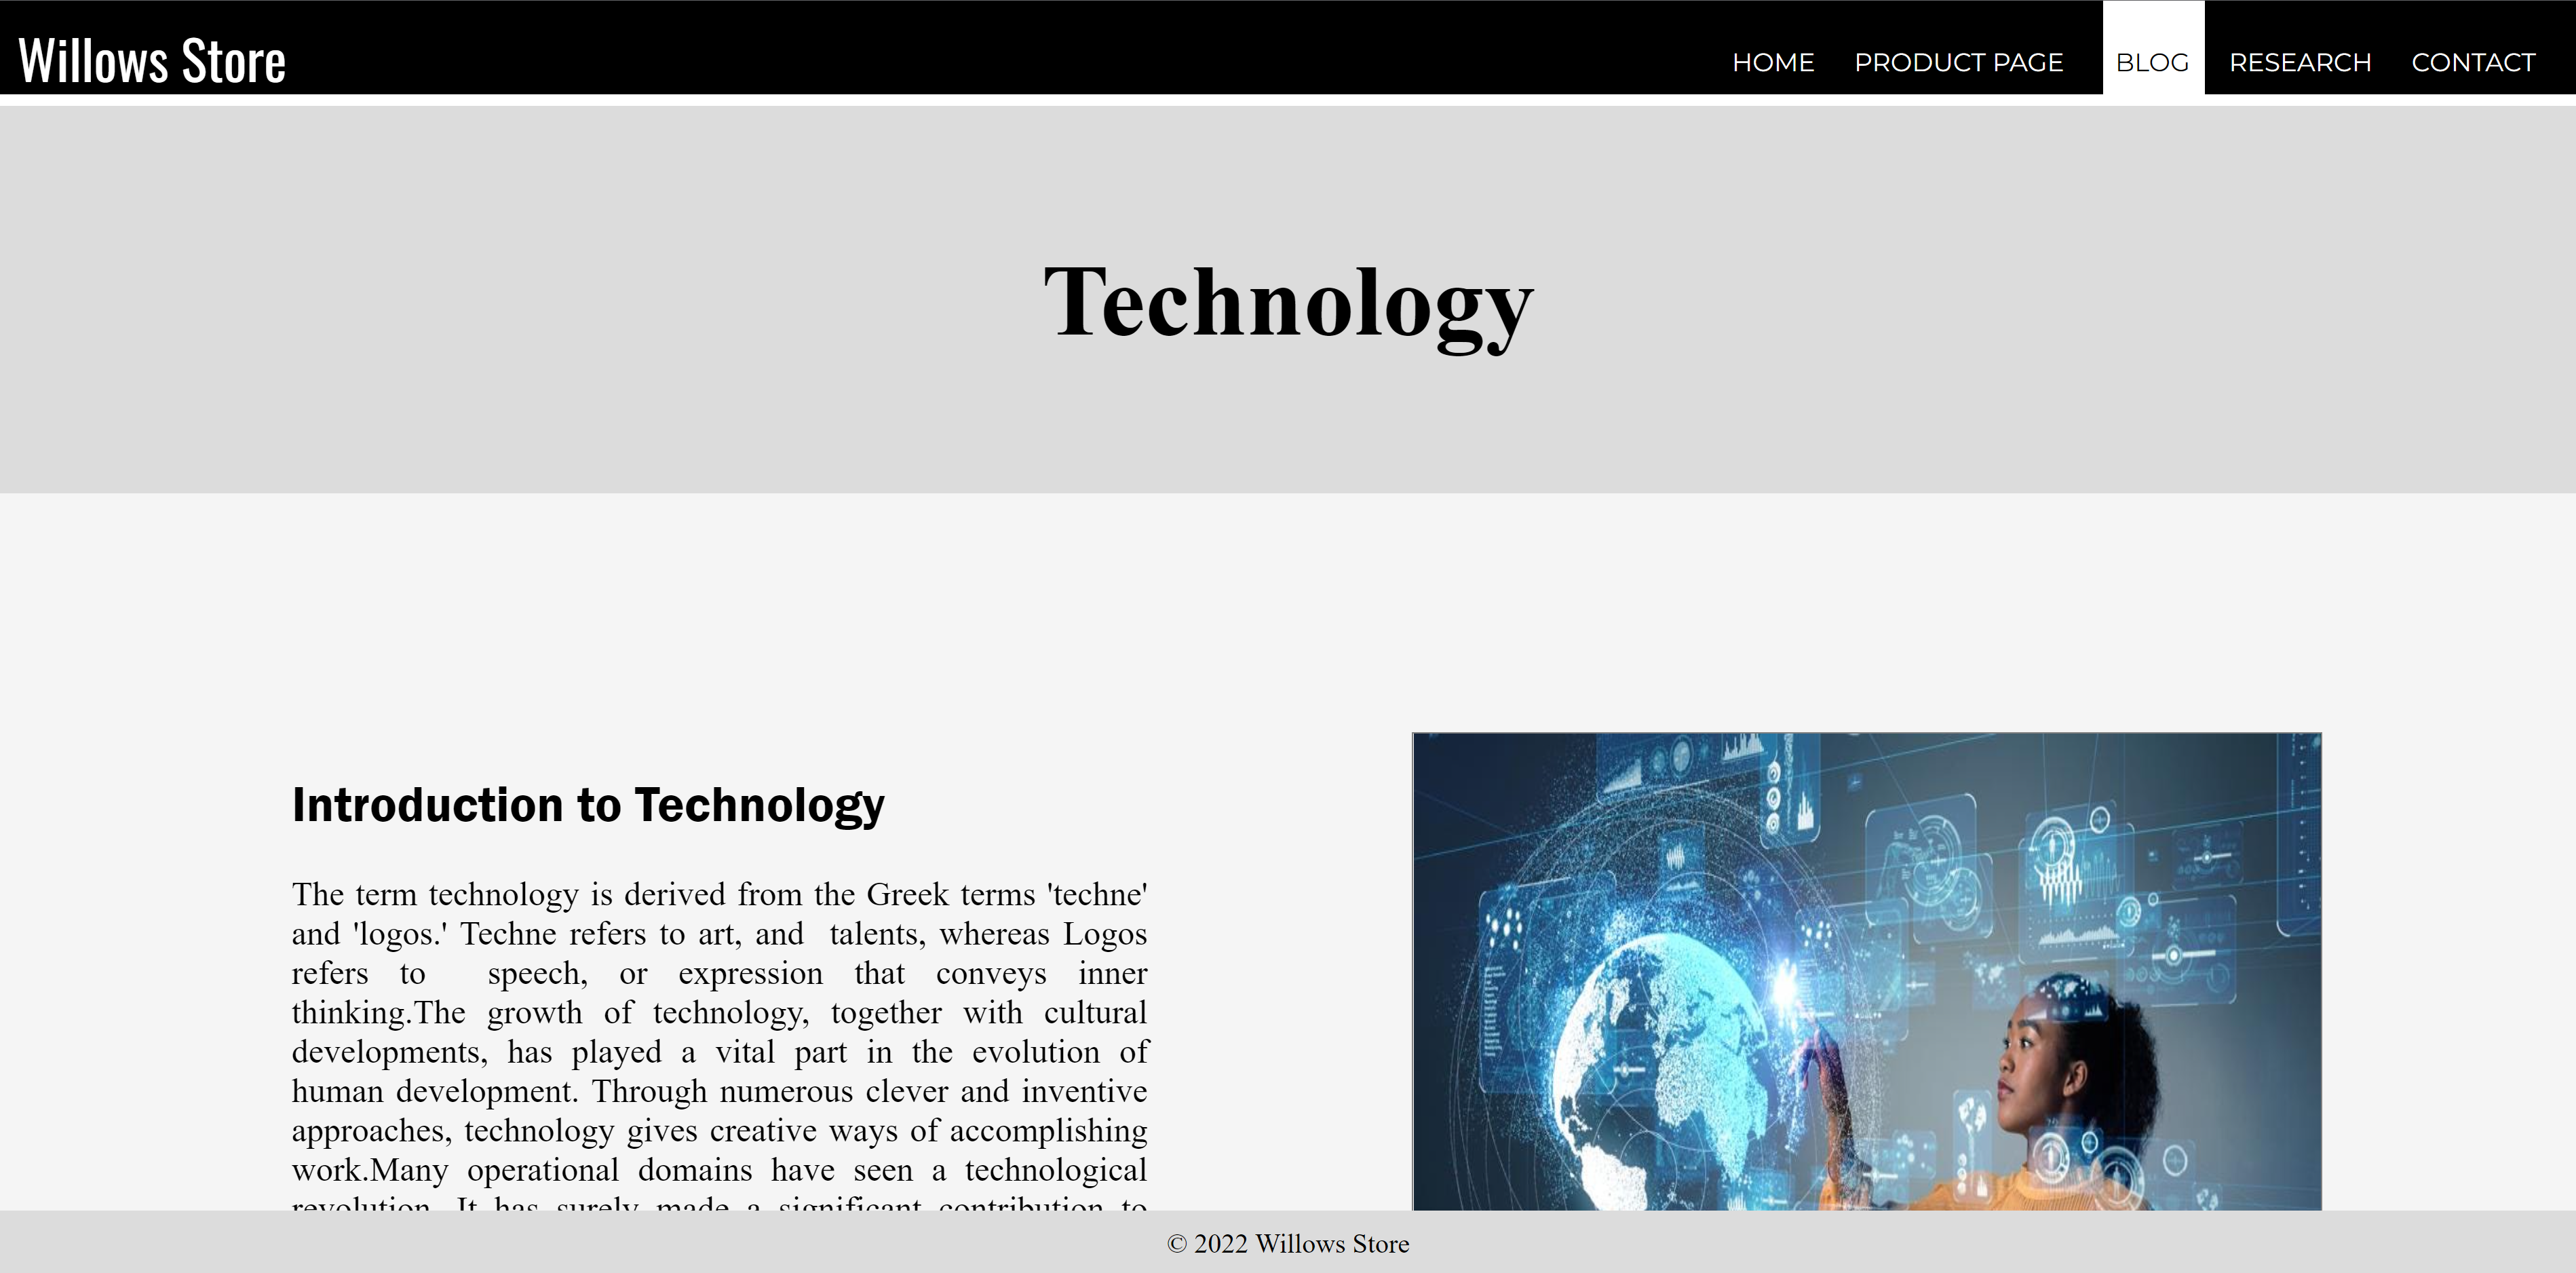 Willows Store
HOME PRODUCT PAGE BLOG RESEARCH CONTACT
Technology
Introduction to Technology
The term technology is derived from the Greek terms 'techne'
and 'logos.' Techne refers to art, and talents, whereas Logos
refers to speech, or expression that conveys inner
thinking.The growth of technology, together with cultural
developments, has played a vital part in the evolution of
human development. Through numerous clever and inventive
approaches, technology gives creative ways of accomplishing
work.Many operational domains have seen a technological
revolution. It has surely made a significant contribution to
© 2022 Willows Store